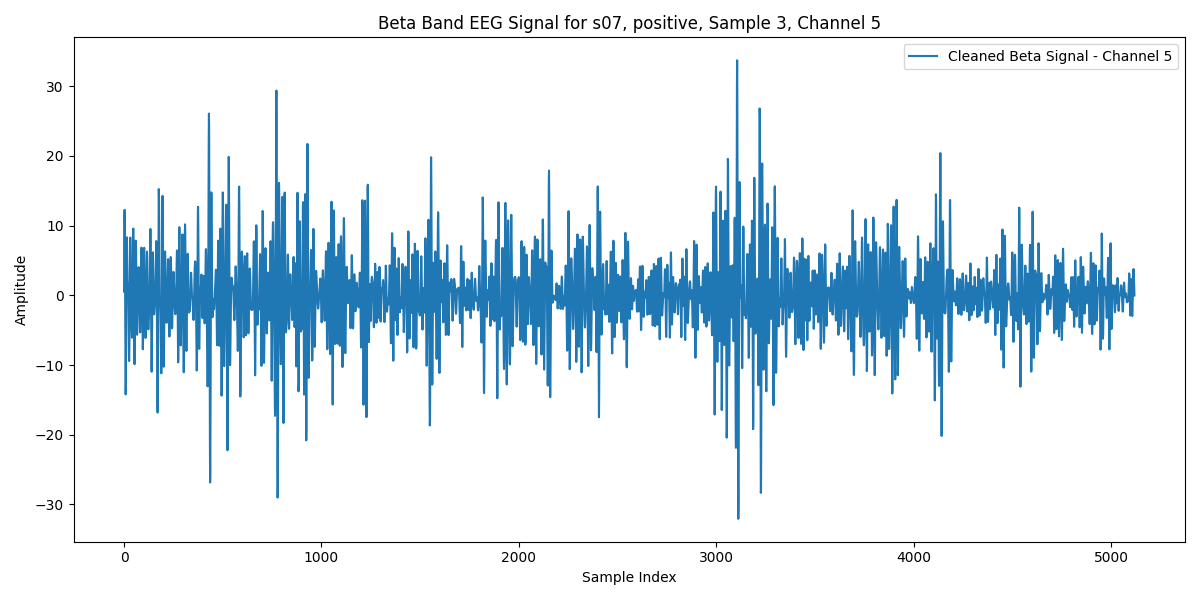 Beta Band EEG Signal for s07, positive, Sample 3, Channel 5
Cleaned Beta Signal - Channel 5
Amplitude
30
20
10
0
−10
−20
−30
0 1000 2000 3000 4000 5000
Sample Index